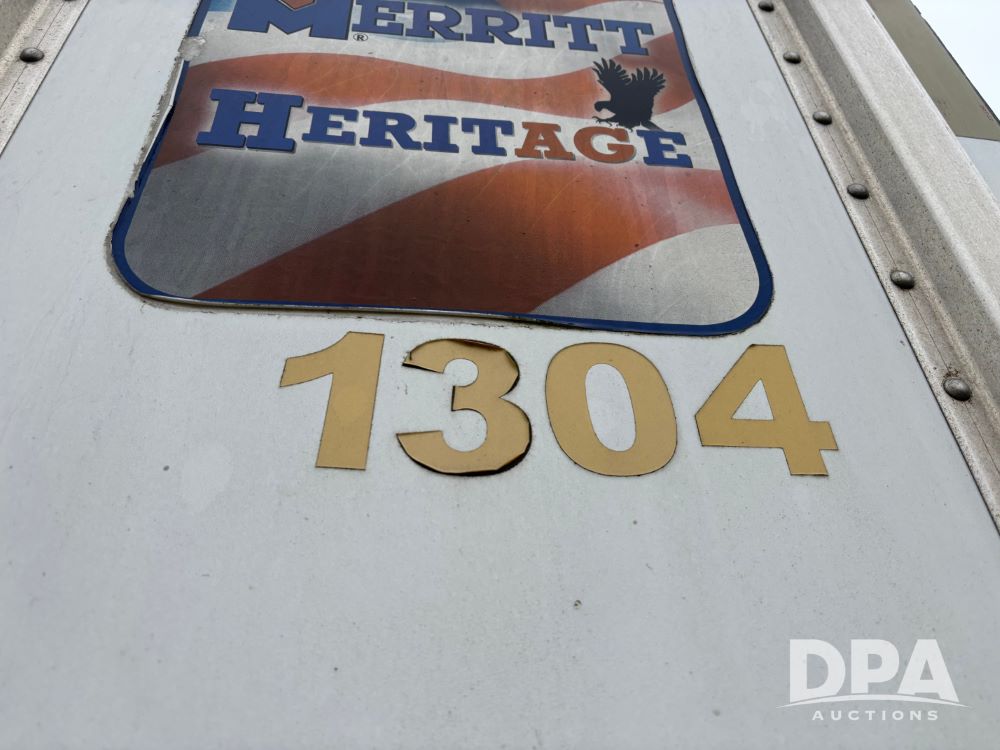 MERRITT®
HERITAGE
1304
DPA
AUCTIONS